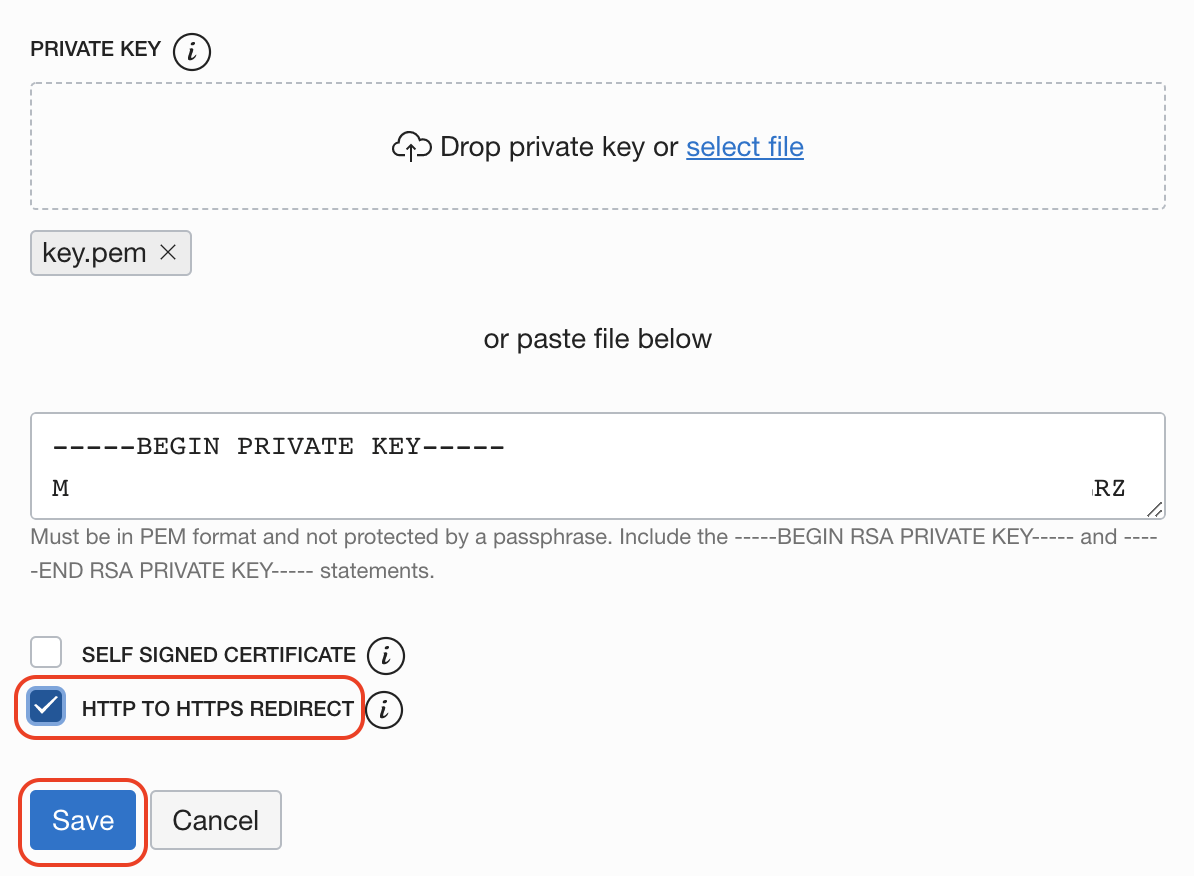 PRIVATE KEY i
Drop private key or select file
key.pem
or paste file below
-----BEGIN PRIVATE KEY-----
M RZ
Must be in PEM format and not protected by a passphrase. Include the -----BEGIN RSA PRIVATE KEY----- and ----
-END RSA PRIVATE KEY----- statements.
SELF SIGNED CERTIFICATE i
HTTP TO HTTPS REDIRECT i
Save Cancel